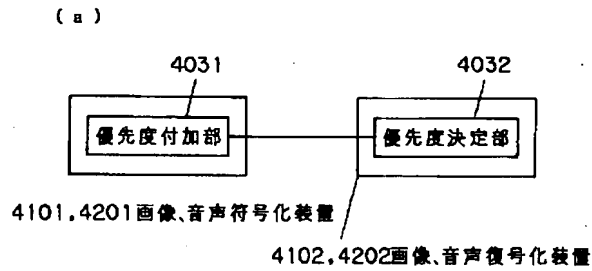 (a)
4031 4032
優先度付加部 優先度決定部
4101,4201画像、音声符号化装置
4102,4202画像、音声復号化装置